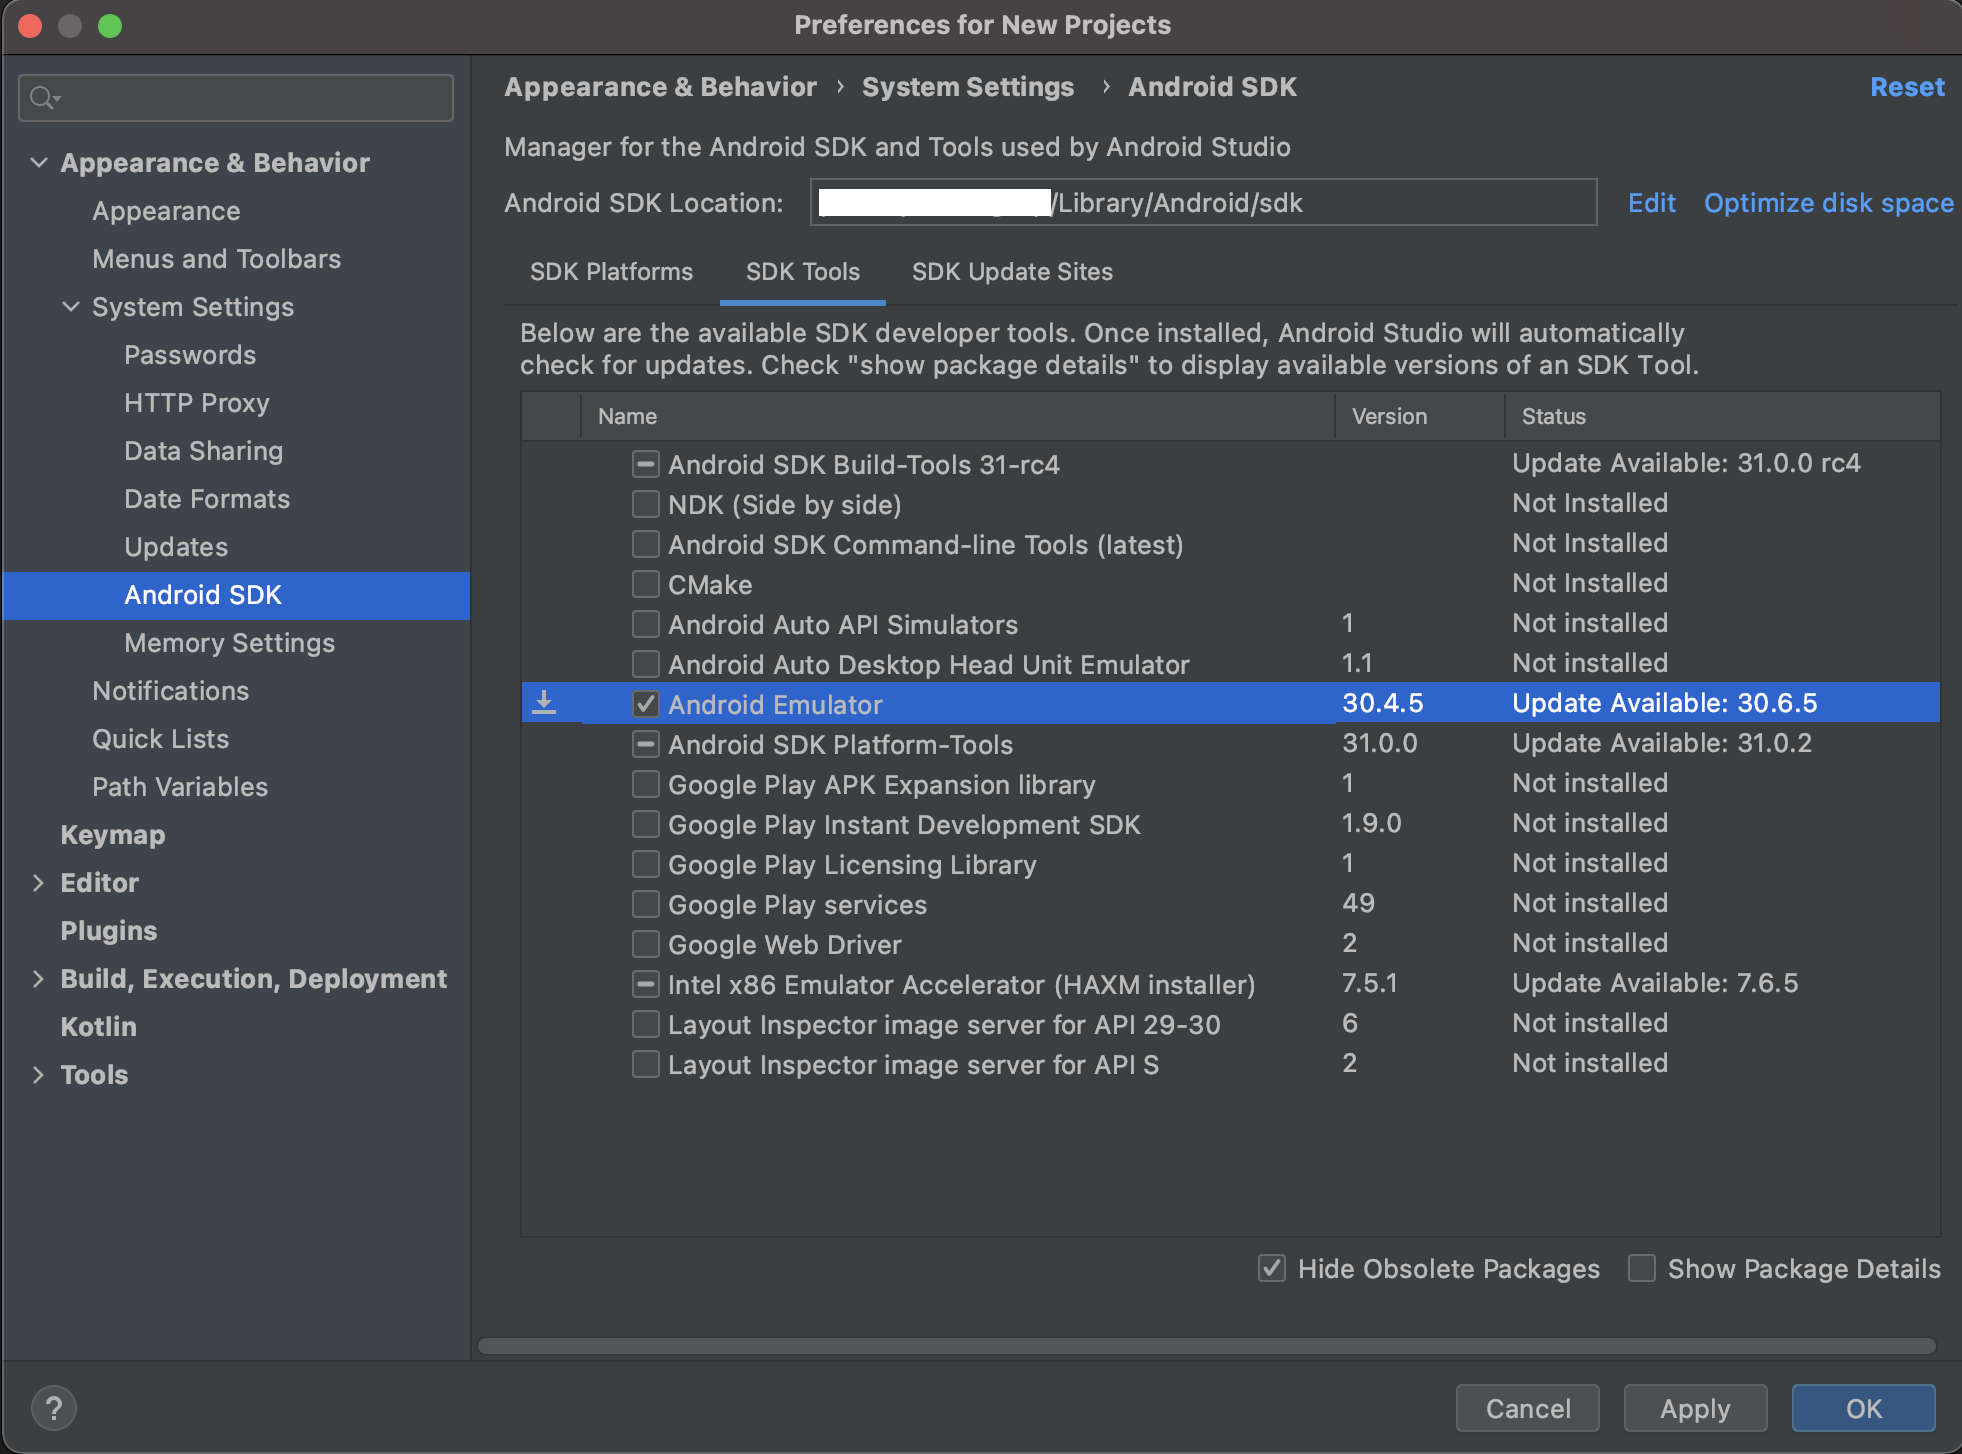 Preferences for New Projects
Appearance & Behavior
Appearance
Menus and Toolbars
System Settings
Passwords
HTTP Proxy
Data Sharing
Date Formats
Updates
Android SDK
Memory Settings
Notifications
Quick Lists
Path Variables
Keymap
Editor
Plugins
Build, Execution, Deployment
Kotlin
Tools
Appearance & Behavior › System Settings › Android SDK Reset
Manager for the Android SDK and Tools used by Android Studio
Android SDK Location: /Library/Android/sdk Edit Optimize disk space
SDK Platforms SDK Tools SDK Update Sites
Below are the available SDK developer tools. Once installed, Android Studio will automatically
check for updates. Check "show package details" to display available versions of an SDK Tool.
Name Version Status
Android SDK Build-Tools 31-rc4 Update Available: 31.0.0 rc4
NDK (Side by side) Not Installed
Android SDK Command-line Tools (latest) Not Installed
CMake Not Installed
Android Auto API Simulators 1 Not installed
Android Auto Desktop Head Unit Emulator 1.1 Not installed
Android Emulator 30.4.5 Update Available: 30.6.5
Android SDK Platform-Tools 31.0.0 Update Available: 31.0.2
Google Play APK Expansion library 1 Not installed
Google Play Instant Development SDK 1.9.0 Not installed
Google Play Licensing Library 1 Not installed
Google Play services 49 Not installed
Google Web Driver 2 Not installed
Intel x86 Emulator Accelerator (HAXM installer) 7.5.1 Update Available: 7.6.5
Layout Inspector image server for API 29-30 6 Not installed
Layout Inspector image server for API S 2 Not installed
Hide Obsolete Packages Show Package Details
? Cancel Apply OK